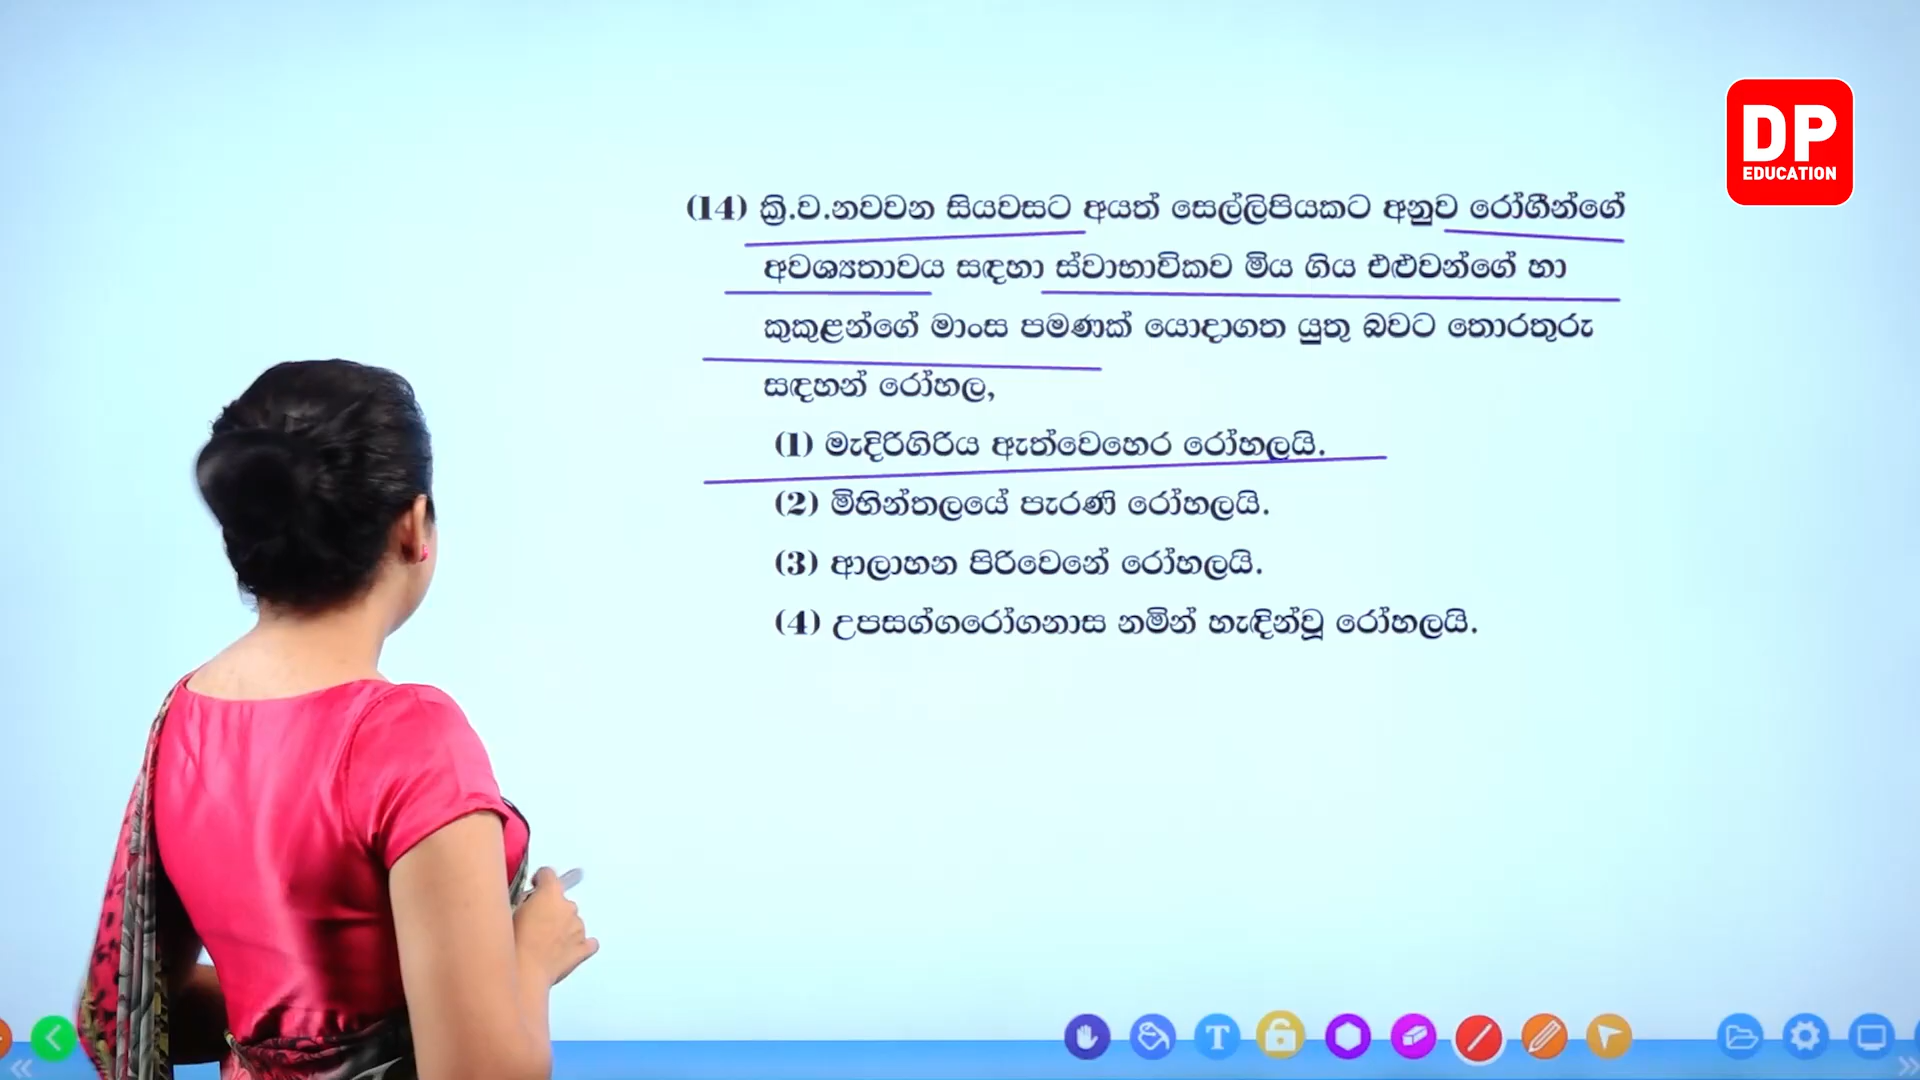 DP
EDUCATION
(14) ක්‍රි.ව.නවවන සියවසට අයත් සෙල්ලිපියකට අනුව රෝගීන්ගේ
අවශ්‍යතාවය සඳහා ස්වාභාවිකව මිය ගිය එළුවන්ගේ හා
කුකුළන්ගේ මාංස පමණක් යොදාගත යුතු බවට තොරතුරු
සඳහන් රෝහල,
(1) මැදිරිගිරිය ඇත්වෙහෙර රෝහලයි.
(2) මිහින්තලයේ පැරණි රෝහලයි.
(3) ආලාහන පිරිවෙනේ රෝහලයි.
(4) උපසග්ගරෝගනාස නමින් හැඳින්වූ රෝහලයි.
T